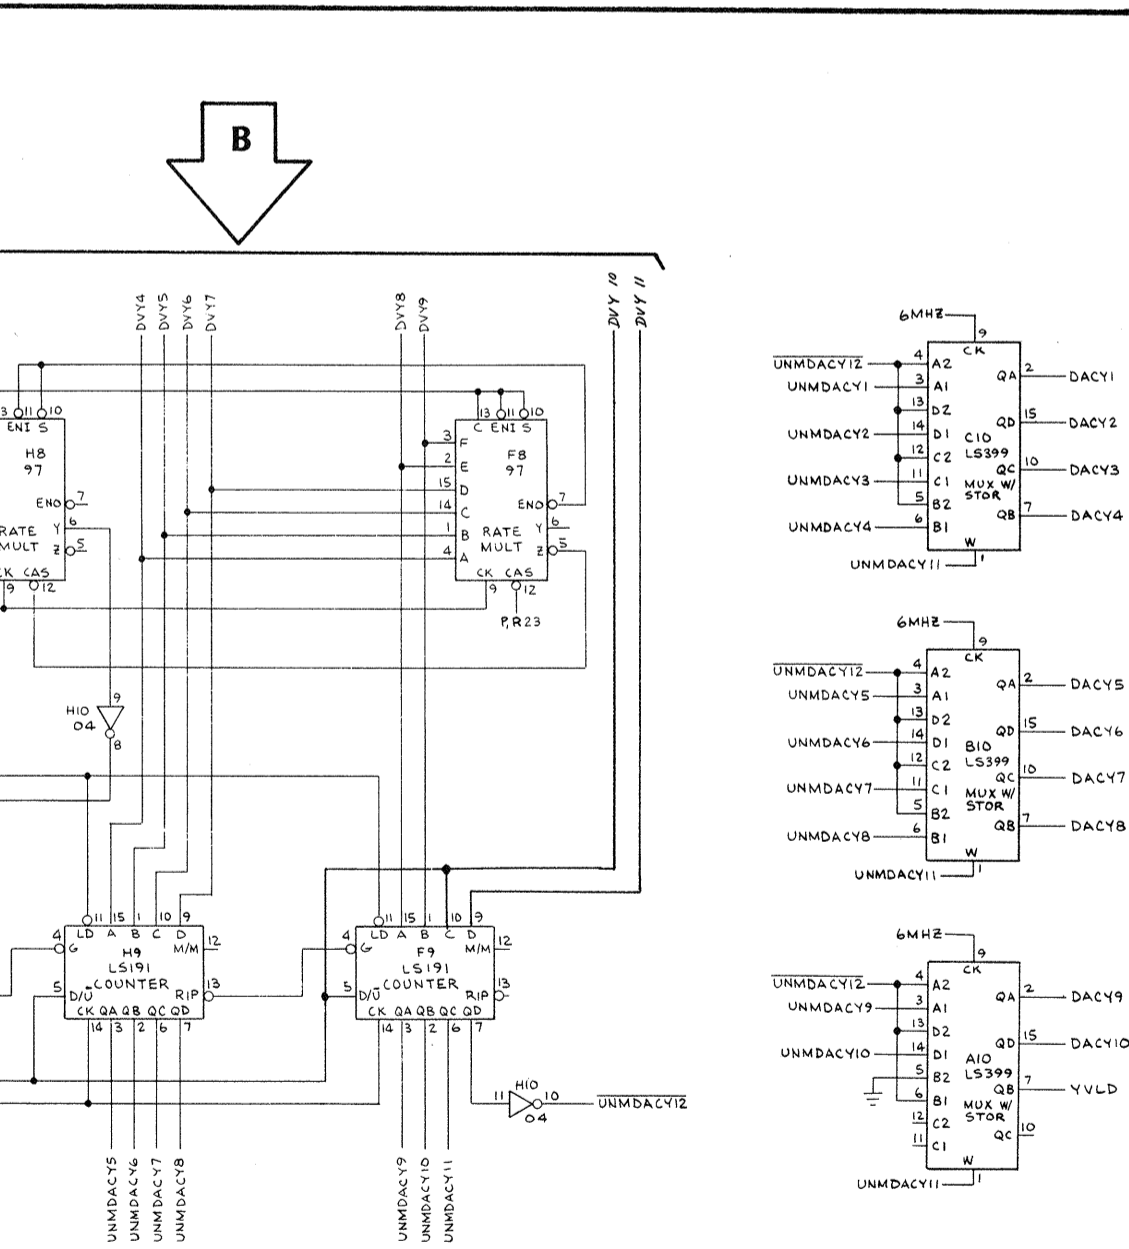 B
DVY4
DVY5
DVY6
DVY7
DVY8
DVY9
DVY 10
DVY 11
3 11 10
ENI S
H8
97
ENO 7
Y 6
RATE
MULT Z 5
CK CAS
9 12
13 11 10
C ENI S
3 F
2 E
15 D
14 C
1 B
4 A
F8
97
ENO 7
Y 6
RATE
MULT Z 5
CK CAS
9 12
P,R23
9
H10
04
8
11 15 1 10 9
LD A B C D
4 G
M/M 12
H9
LS191
COUNTER
5 D/U̅
RIP 13
CK QA QB QC QD
14 3 2 6 7
11 15 1 10 9
LD A B C D
4 G
M/M 12
F9
LS191
COUNTER
5 D/U̅
RIP 13
CK QA QB QC QD
14 3 2 6 7
H10
11 10
04
UNMDACY12
UNMDACY5
UNMDACY6
UNMDACY7
UNMDACY8
UNMDACY9
UNMDACY10
UNMDACY11
6MHZ
9
CK
UNMDACY12 4 A2
UNMDACY1 3 A1
13 D2
UNMDACY2 14 D1
12 C2
UNMDACY3 11 C1
5 B2
UNMDACY4 6 B1
C10
LS399
MUX W/
STOR
QA 2 DACY1
QD 15 DACY2
QC 10 DACY3
QB 7 DACY4
W
UNMDACY11 1
6MHZ
9
CK
UNMDACY12 4 A2
UNMDACY5 3 A1
13 D2
UNMDACY6 14 D1
12 C2
UNMDACY7 11 C1
5 B2
UNMDACY8 6 B1
B10
LS399
MUX W/
STOR
QA 2 DACY5
QD 15 DACY6
QC 10 DACY7
QB 7 DACY8
W
UNMDACY11 1
6MHZ
9
CK
UNMDACY12 4 A2
UNMDACY9 3 A1
13 D2
UNMDACY10 14 D1
5 B2
6 B1
12 C2
11 C1
A10
LS399
MUX W/
STOR
QA 2 DACY9
QD 15 DACY10
QB 7 YVLD
QC 10
W
UNMDACY11 1